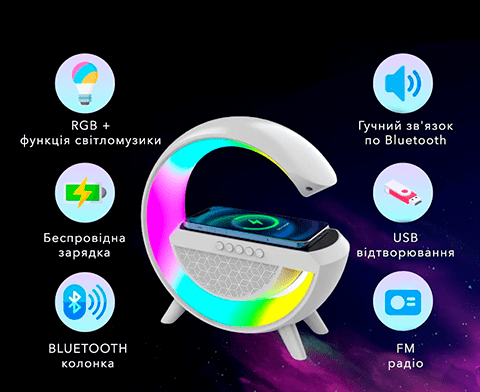 RGB +
функція світломузики
Гучний зв'язок
по Bluetooth
Беспровідна
зарядка
USB
відтворювання
BLUETOOTH
колонка
FM
радіо